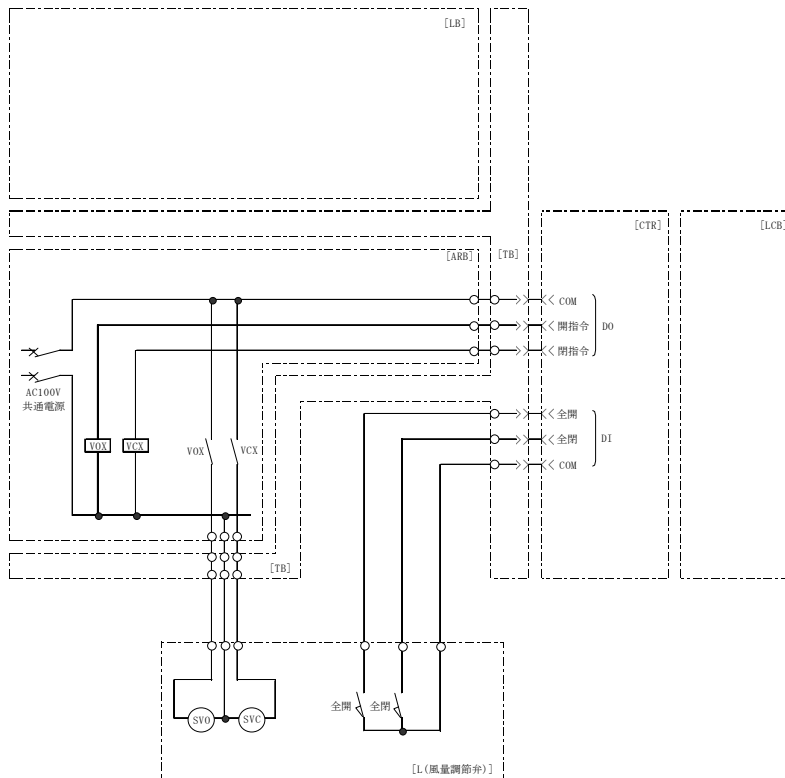 [LB]
[CTR]
[LCB]
[ARB]
[TB]
COM
開指令
DO
閉指令
AC100V
共通電源
全開
全閉
DI
COM
VOX
VCX
VOX
VCX
[TB]
全開
全閉
SVO
SVC
[L(風量調節弁)]